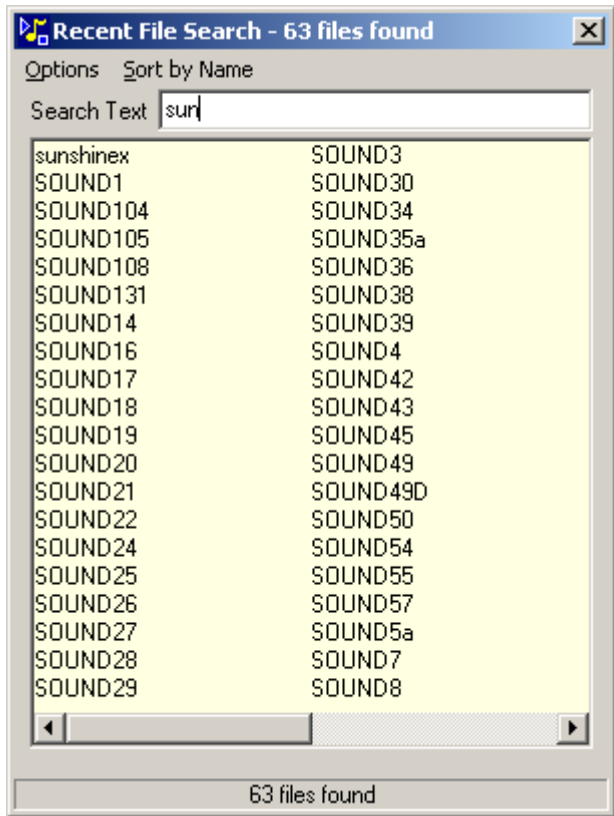 Recent File Search - 63 files found
Options Sort by Name
Search Text sun
sunshinex
SOUND1
SOUND104
SOUND105
SOUND108
SOUND131
SOUND14
SOUND16
SOUND17
SOUND18
SOUND19
SOUND20
SOUND21
SOUND22
SOUND24
SOUND25
SOUND26
SOUND27
SOUND28
SOUND29
SOUND3
SOUND30
SOUND34
SOUND35a
SOUND36
SOUND38
SOUND39
SOUND4
SOUND42
SOUND43
SOUND45
SOUND49
SOUND49D
SOUND50
SOUND54
SOUND55
SOUND57
SOUND5a
SOUND7
SOUND8
63 files found